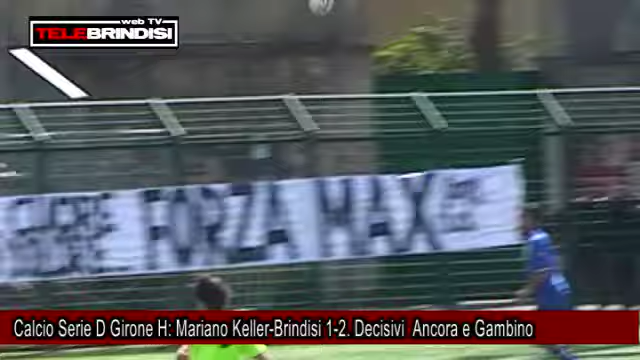 web TV
TELEBRINDISI
FORZA MAX
Calcio Serie D Girone H: Mariano Keller-Brindisi 1-2. Decisivi Ancora e Gambino